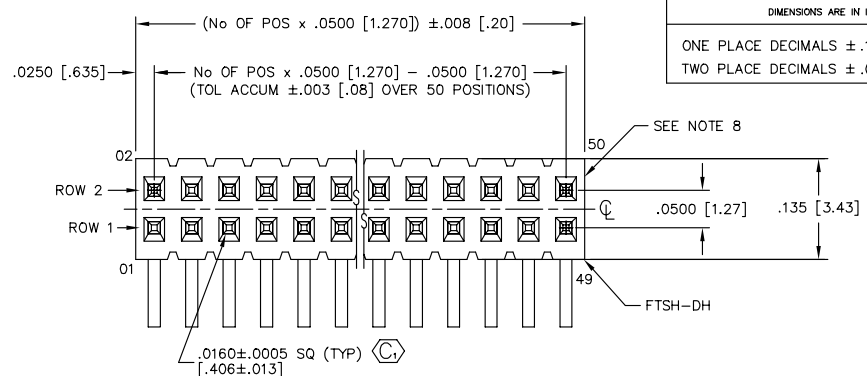 (No OF POS x .0500 [1.270]) ±.008 [.20]
DIMENSIONS ARE IN
ONE PLACE DECIMALS ±
TWO PLACE DECIMALS ±
.0250 [.635]
No OF POS x .0500 [1.270] - .0500 [1.270]
(TOL ACCUM ±.003 [.08] OVER 50 POSITIONS)
SEE NOTE 8
02
50
ROW 2
S
℄
.0500 [1.27]
.135 [3.43]
ROW 1
S
01
49
FTSH-DH
.0160±.0005 SQ (TYP) C₁
[.406±.013]